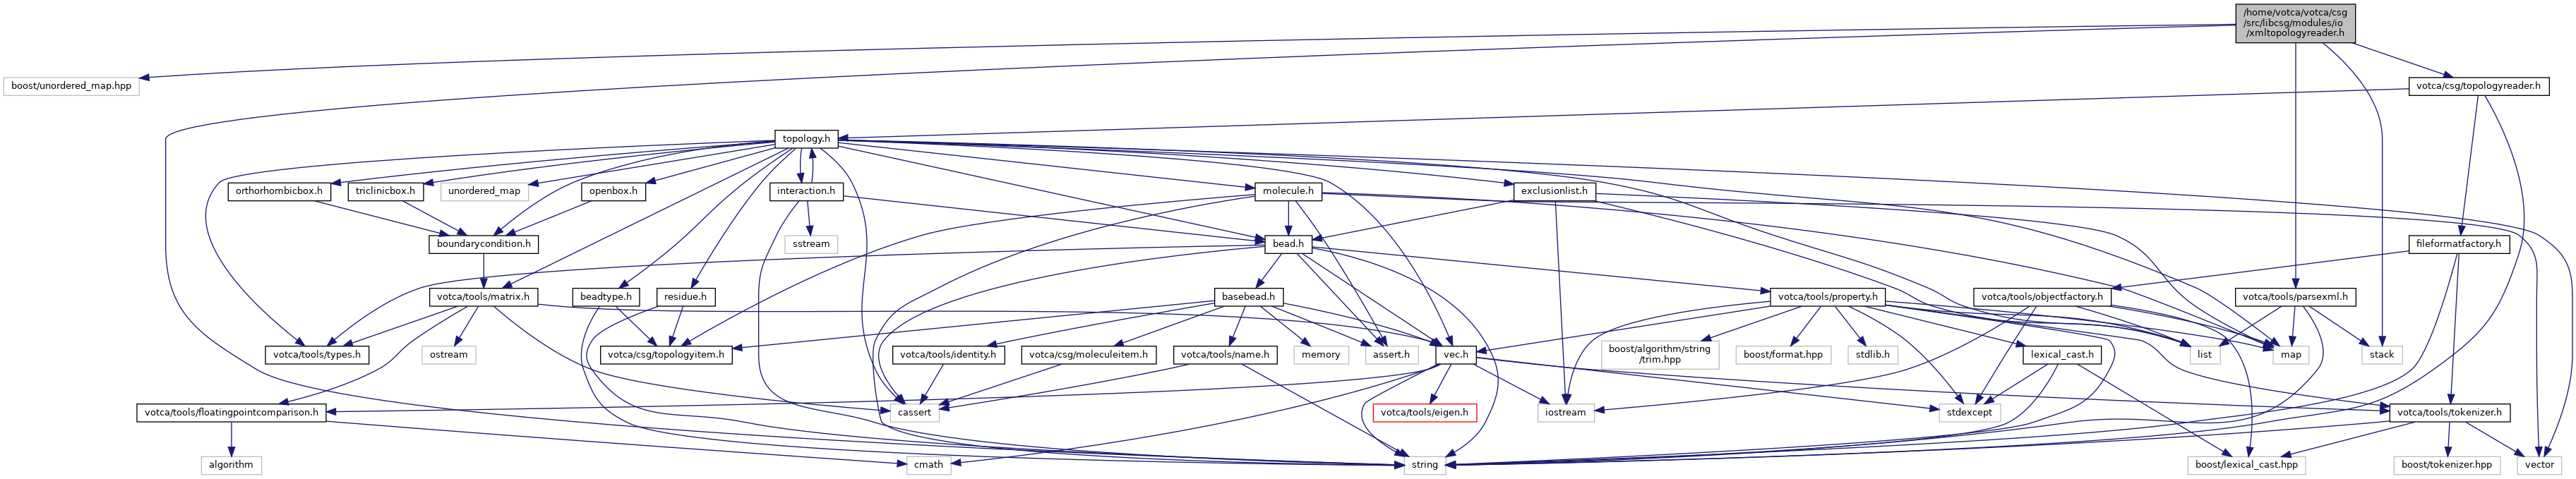 /home/votca/votca/csg
/src/libcsg/modules/io
/xmltopologyreader.h
boost/unordered_map.hpp
votca/csg/topologyreader.h
topology.h
orthorhombicbox.h
triclinicbox.h
unordered_map
openbox.h
interaction.h
molecule.h
exclusionlist.h
boundarycondition.h
sstream
bead.h
fileformatfactory.h
votca/tools/matrix.h
beadtype.h
residue.h
basebead.h
votca/tools/property.h
votca/tools/objectfactory.h
votca/tools/parsexml.h
votca/tools/types.h
ostream
votca/csg/topologyitem.h
votca/tools/identity.h
votca/csg/moleculeitem.h
votca/tools/name.h
memory
assert.h
vec.h
boost/algorithm/string
/trim.hpp
boost/format.hpp
stdlib.h
lexical_cast.h
list
map
stack
votca/tools/floatingpointcomparison.h
cassert
votca/tools/eigen.h
iostream
stdexcept
votca/tools/tokenizer.h
algorithm
cmath
string
boost/lexical_cast.hpp
boost/tokenizer.hpp
vector